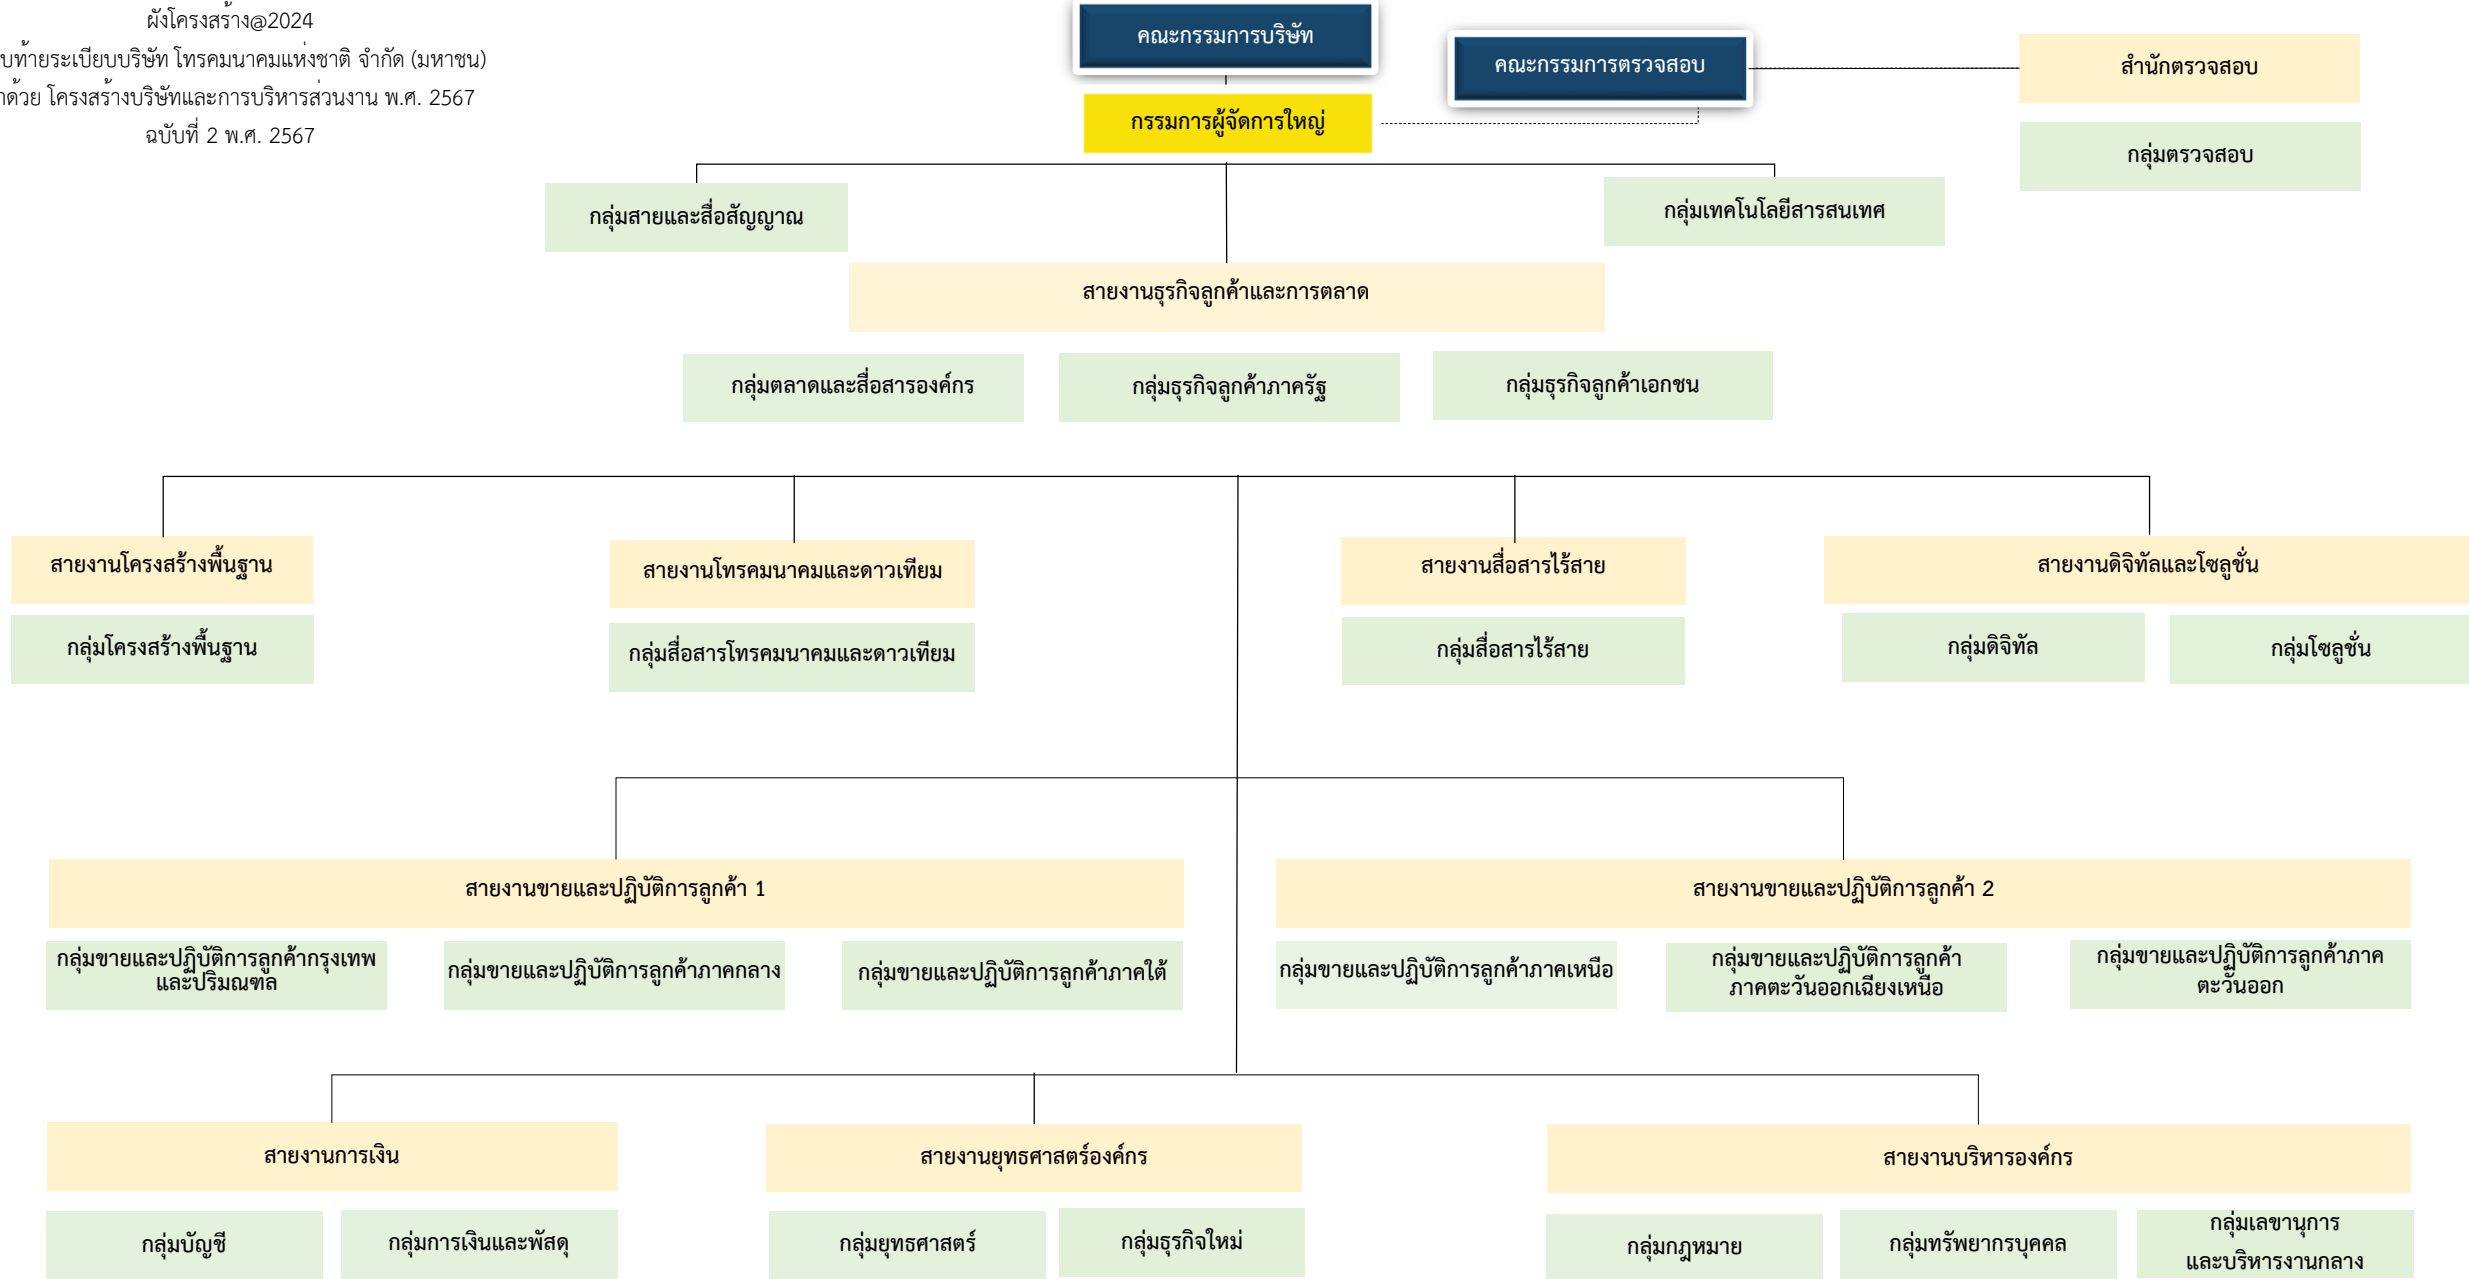 ผังโครงสร้าง@2024
บท้ายระเบียบบริษัท โทรคมนาคมแห่งชาติ จำกัด (มหาชน)
าด้วย โครงสร้างบริษัทและการบริหารส่วนงาน พ.ศ. 2567
ฉบับที่ 2 พ.ศ. 2567
คณะกรรมการบริษัท
คณะกรรมการตรวจสอบ
สำนักตรวจสอบ
กรรมการผู้จัดการใหญ่
กลุ่มตรวจสอบ
กลุ่มสายและสื่อสัญญาณ
กลุ่มเทคโนโลยีสารสนเทศ
สายงานธุรกิจลูกค้าและการตลาด
กลุ่มตลาดและสื่อสารองค์กร
กลุ่มธุรกิจลูกค้าภาครัฐ
กลุ่มธุรกิจลูกค้าเอกชน
สายงานโครงสร้างพื้นฐาน
สายงานโทรคมนาคมและดาวเทียม
สายงานสื่อสารไร้สาย
สายงานดิจิทัลและโซลูชั่น
กลุ่มโครงสร้างพื้นฐาน
กลุ่มสื่อสารโทรคมนาคมและดาวเทียม
กลุ่มสื่อสารไร้สาย
กลุ่มดิจิทัล
กลุ่มโซลูชั่น
สายงานขายและปฏิบัติการลูกค้า 1
สายงานขายและปฏิบัติการลูกค้า 2
กลุ่มขายและปฏิบัติการลูกค้ากรุงเทพ
และปริมณฑล
กลุ่มขายและปฏิบัติการลูกค้าภาคกลาง
กลุ่มขายและปฏิบัติการลูกค้าภาคใต้
กลุ่มขายและปฏิบัติการลูกค้าภาคเหนือ
กลุ่มขายและปฏิบัติการลูกค้า
ภาคตะวันออกเฉียงเหนือ
กลุ่มขายและปฏิบัติการลูกค้าภาค
ตะวันออก
สายงานการเงิน
สายงานยุทธศาสตร์องค์กร
สายงานบริหารองค์กร
กลุ่มบัญชี
กลุ่มการเงินและพัสดุ
กลุ่มยุทธศาสตร์
กลุ่มธุรกิจใหม่
กลุ่มกฎหมาย
กลุ่มทรัพยากรบุคคล
กลุ่มเลขานุการ
และบริหารงานกลาง